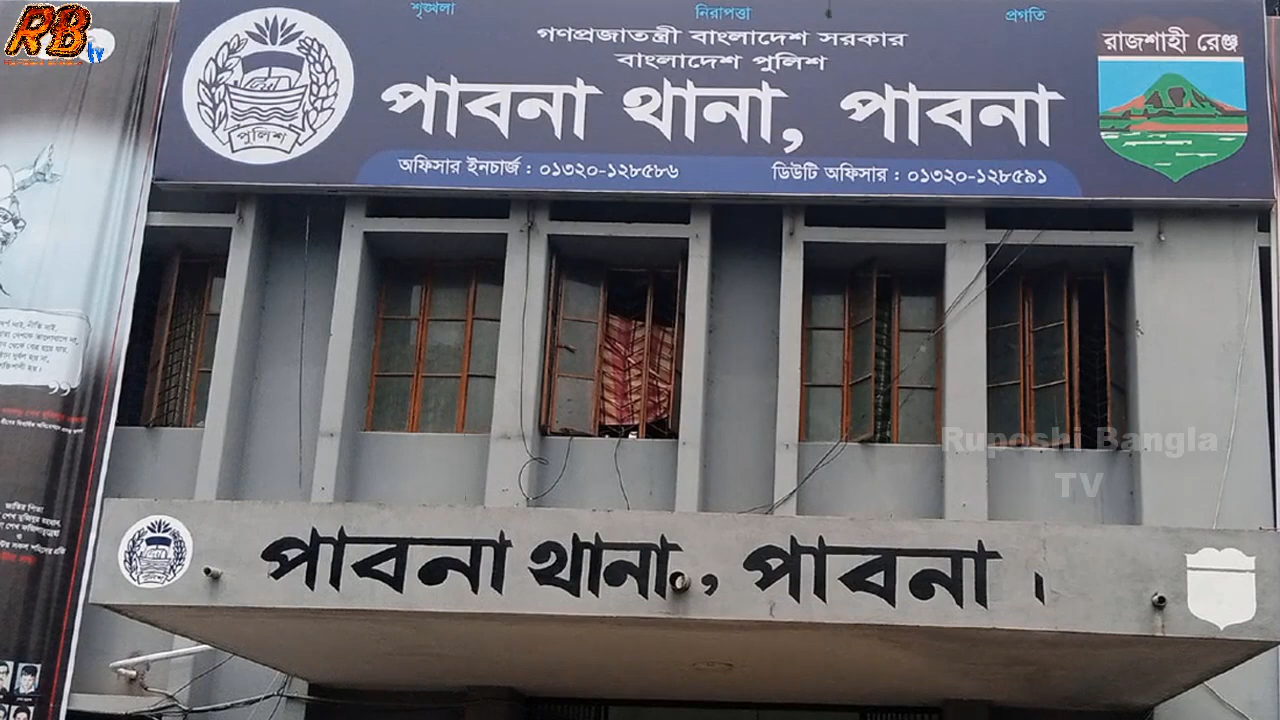 RB tv
শৃঙ্খলা নিরাপত্তা প্রগতি
গণপ্রজাতন্ত্রী বাংলাদেশ সরকার
বাংলাদেশ পুলিশ
রাজশাহী রেঞ্জ
পাবনা থানা, পাবনা
পুলিশ
অফিসার ইনচার্জ : ০১৩২০-১২৮৫৮৬ ডিউটি অফিসার : ০১৩২০-১২৮৫৯১
Ruposhi Bangla
TV
পাবনা থানা, পাবনা ।
জাতির পিতা